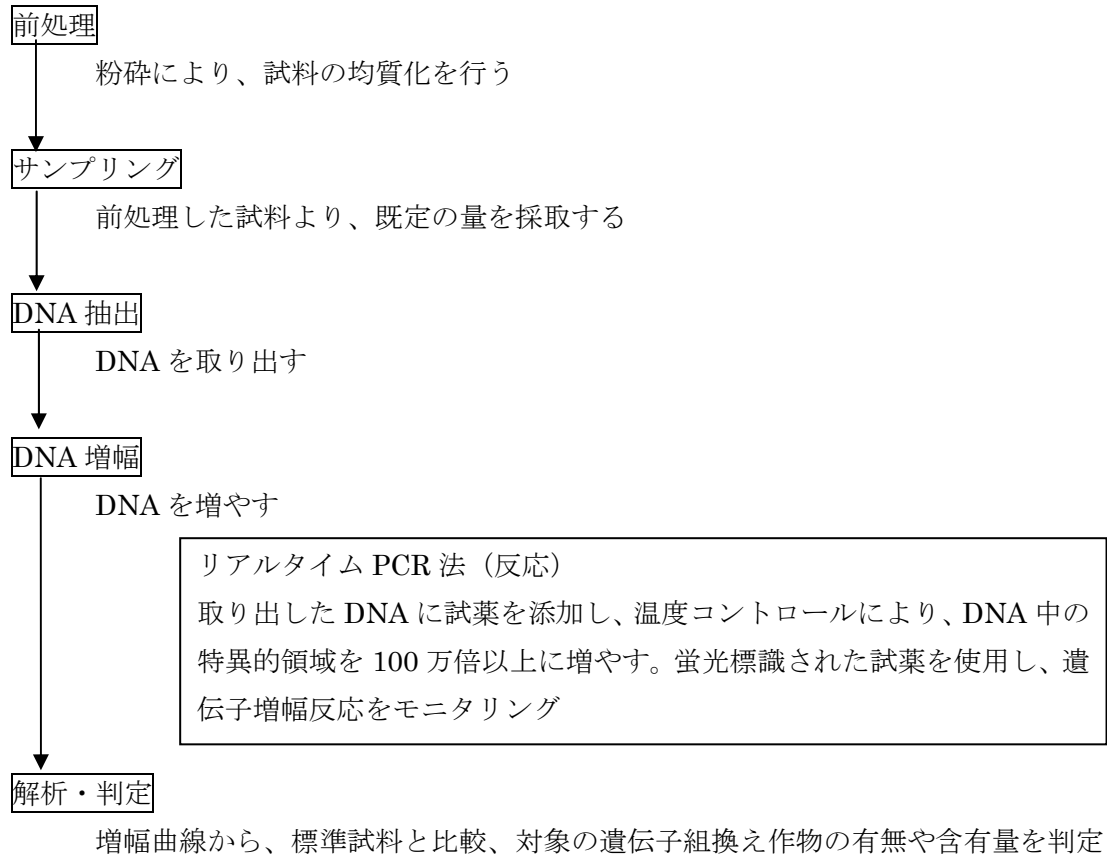 前処理
粉砕により、試料の均質化を行う
サンプリング
前処理した試料より、既定の量を採取する
DNA 抽出
DNA を取り出す
DNA 増幅
DNA を増やす
リアルタイム PCR 法（反応）
取り出した DNA に試薬を添加し、温度コントロールにより、DNA 中の
特異的領域を 100 万倍以上に増やす。蛍光標識された試薬を使用し、遺
伝子増幅反応をモニタリング
解析・判定
増幅曲線から、標準試料と比較、対象の遺伝子組換え作物の有無や含有量を判定